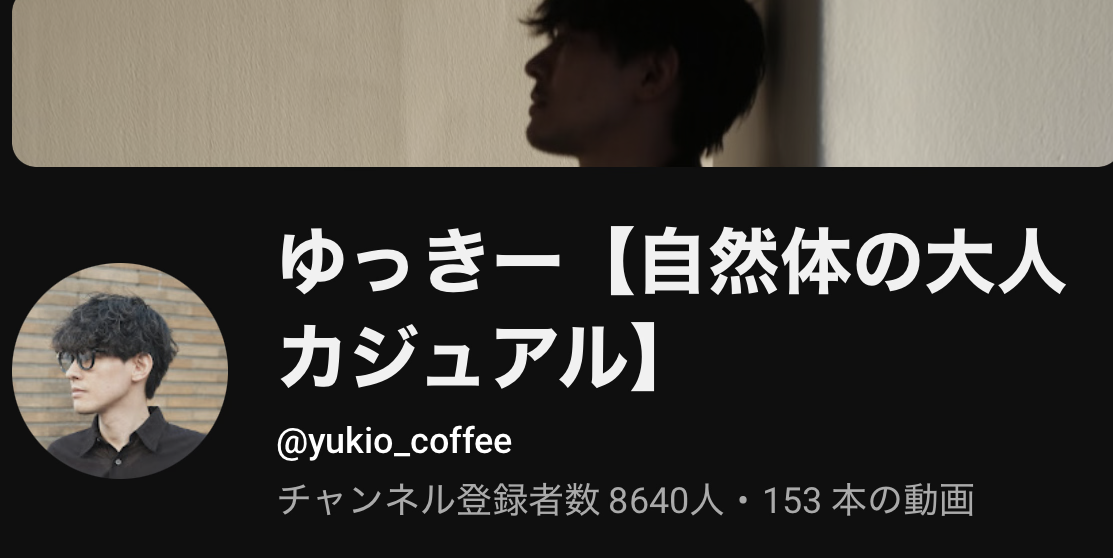 ゆっきー【自然体の大人
カジュアル】
@yukio_coffee
チャンネル登録者数 8640人・153 本の動画